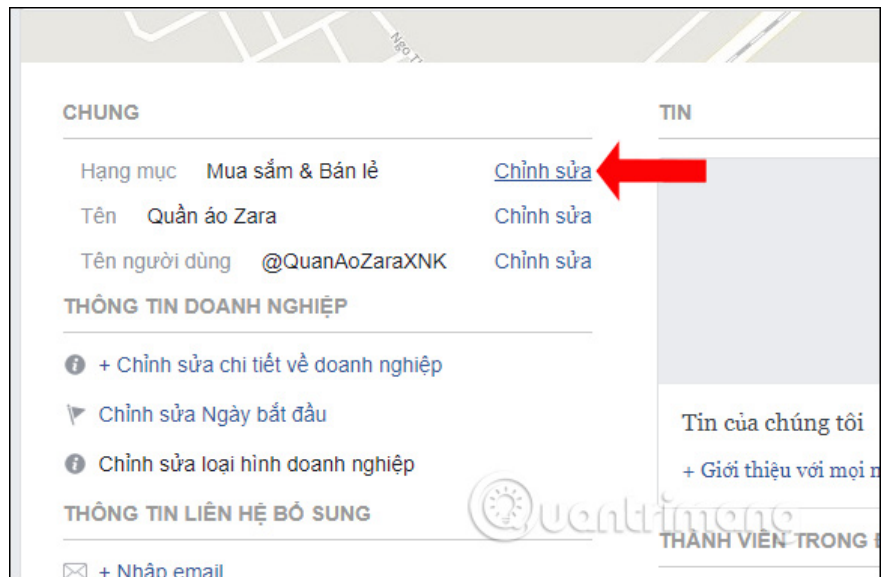 CHUNG
Hạng mục Mua sắm & Bán lẻ Chỉnh sửa
Tên Quần áo Zara Chỉnh sửa
Tên người dùng @QuanAoZaraXNK Chỉnh sửa
THÔNG TIN DOANH NGHIỆP
+ Chỉnh sửa chi tiết về doanh nghiệp
Chỉnh sửa Ngày bắt đầu
Chỉnh sửa loại hình doanh nghiệp
THÔNG TIN LIÊN HỆ BỔ SUNG
+ Nhập email
TIN
Tin của chúng tôi
+ Giới thiệu với mọi
THÀNH VIÊN TRONG
Quantrimang